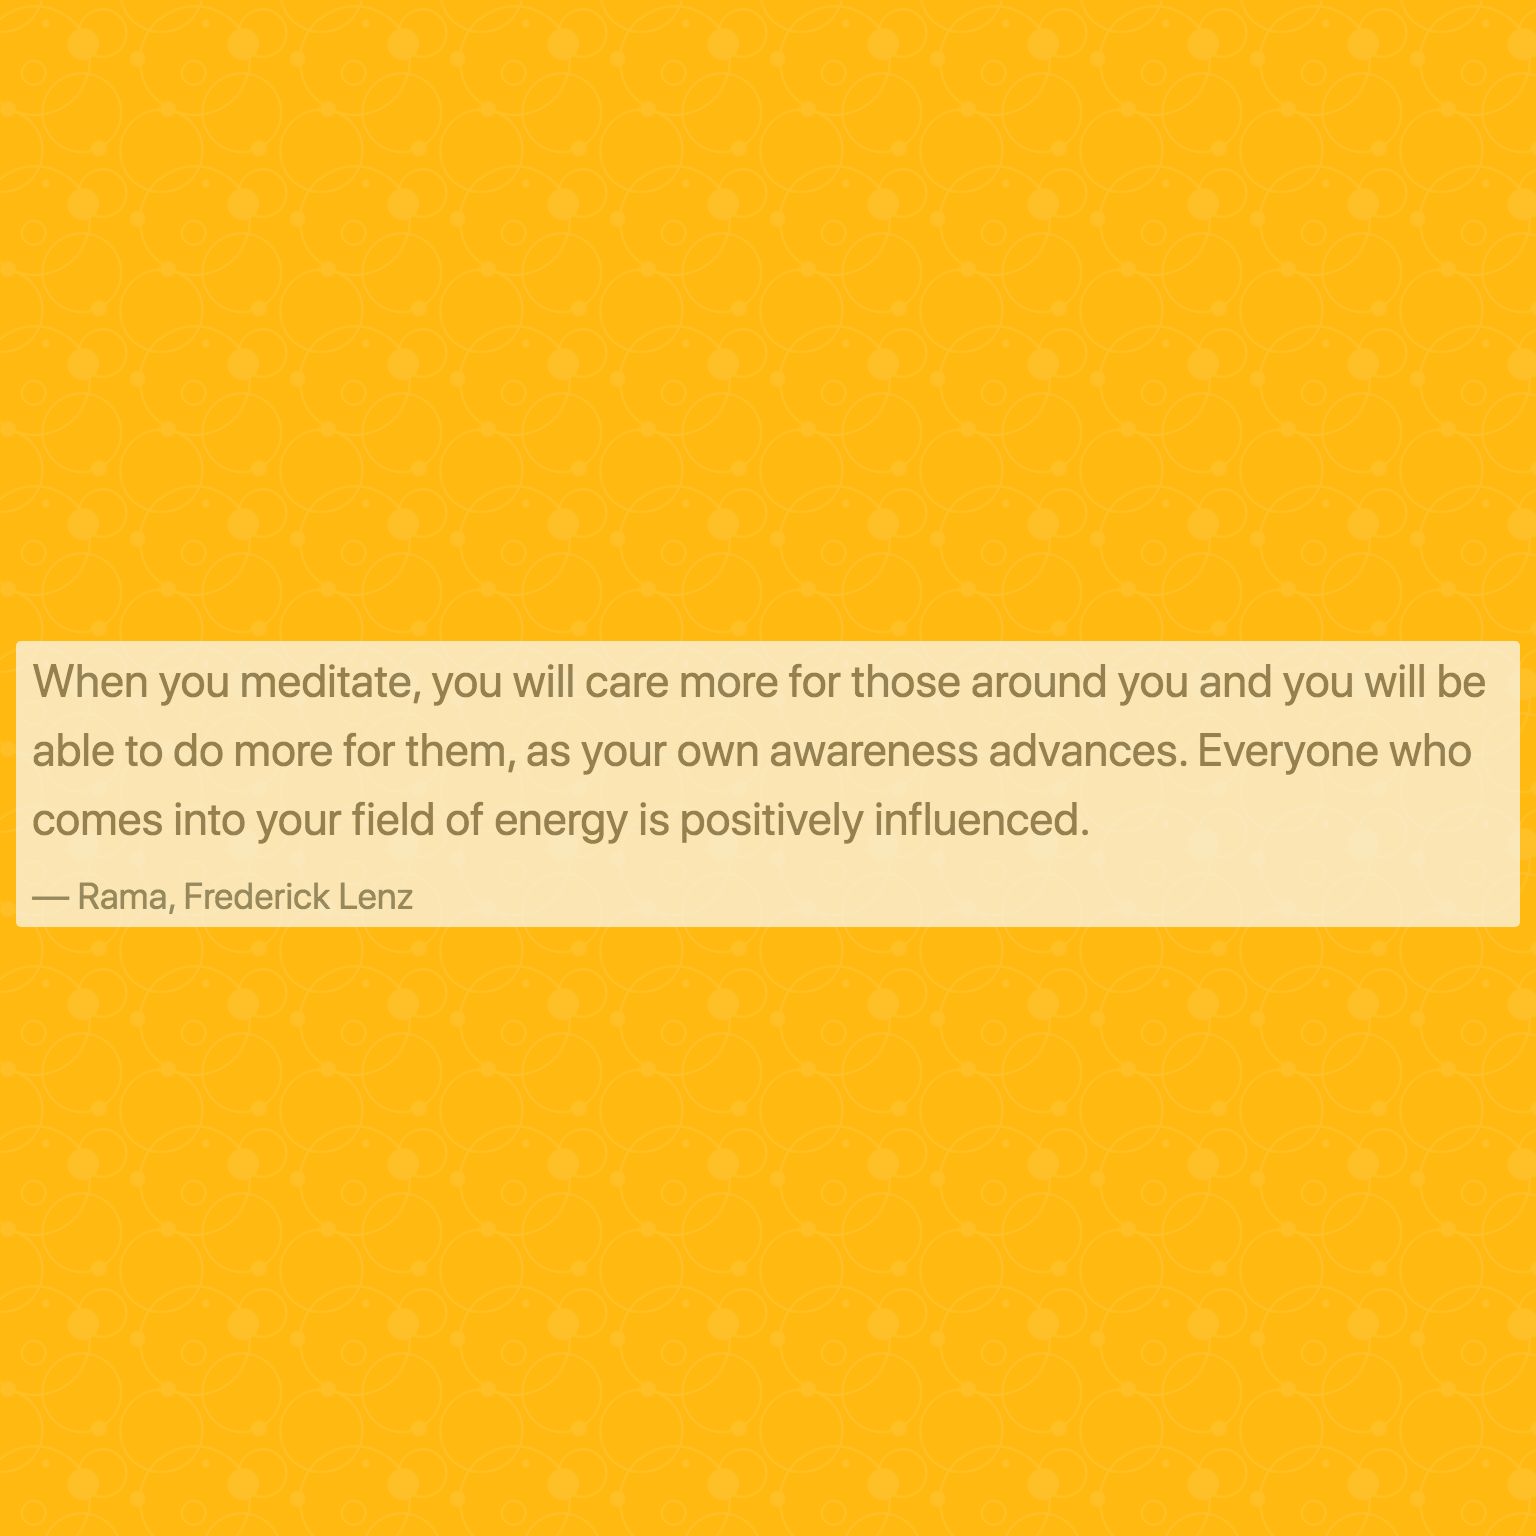 When you meditate, you will care more for those around you and you will be
able to do more for them, as your own awareness advances. Everyone who
comes into your field of energy is positively influenced.
— Rama, Frederick Lenz